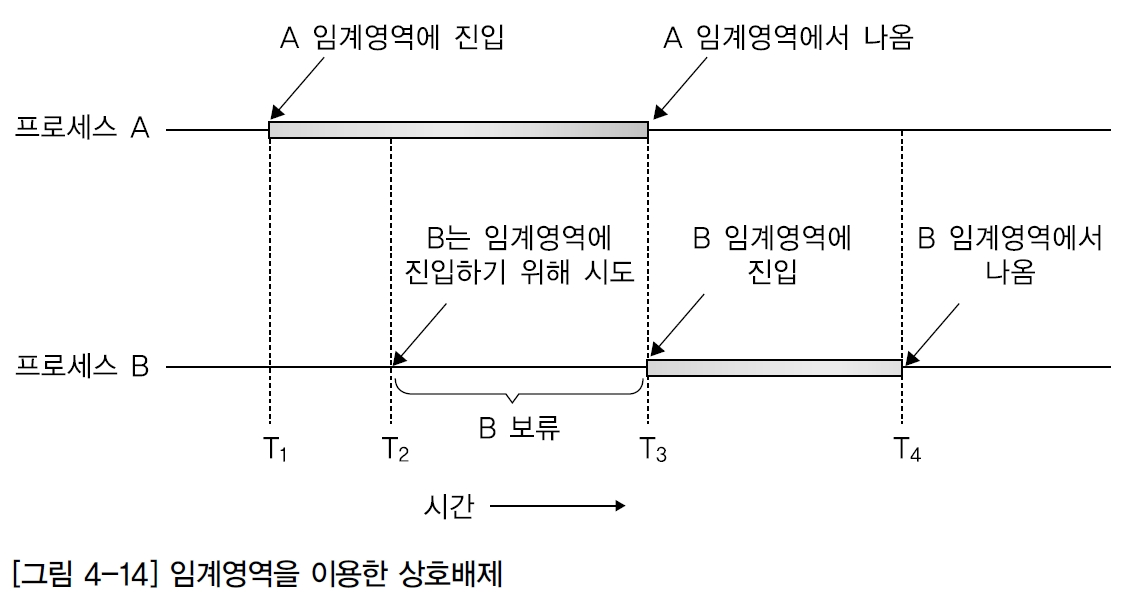 A 임계영역에 진입
A 임계영역에서 나옴
프로세스 A
B는 임계영역에
진입하기 위해 시도
B 임계영역에
진입
B 임계영역에서
나옴
프로세스 B
B 보류
T1
T2
T3
T4
시간
[그림 4-14] 임계영역을 이용한 상호배제